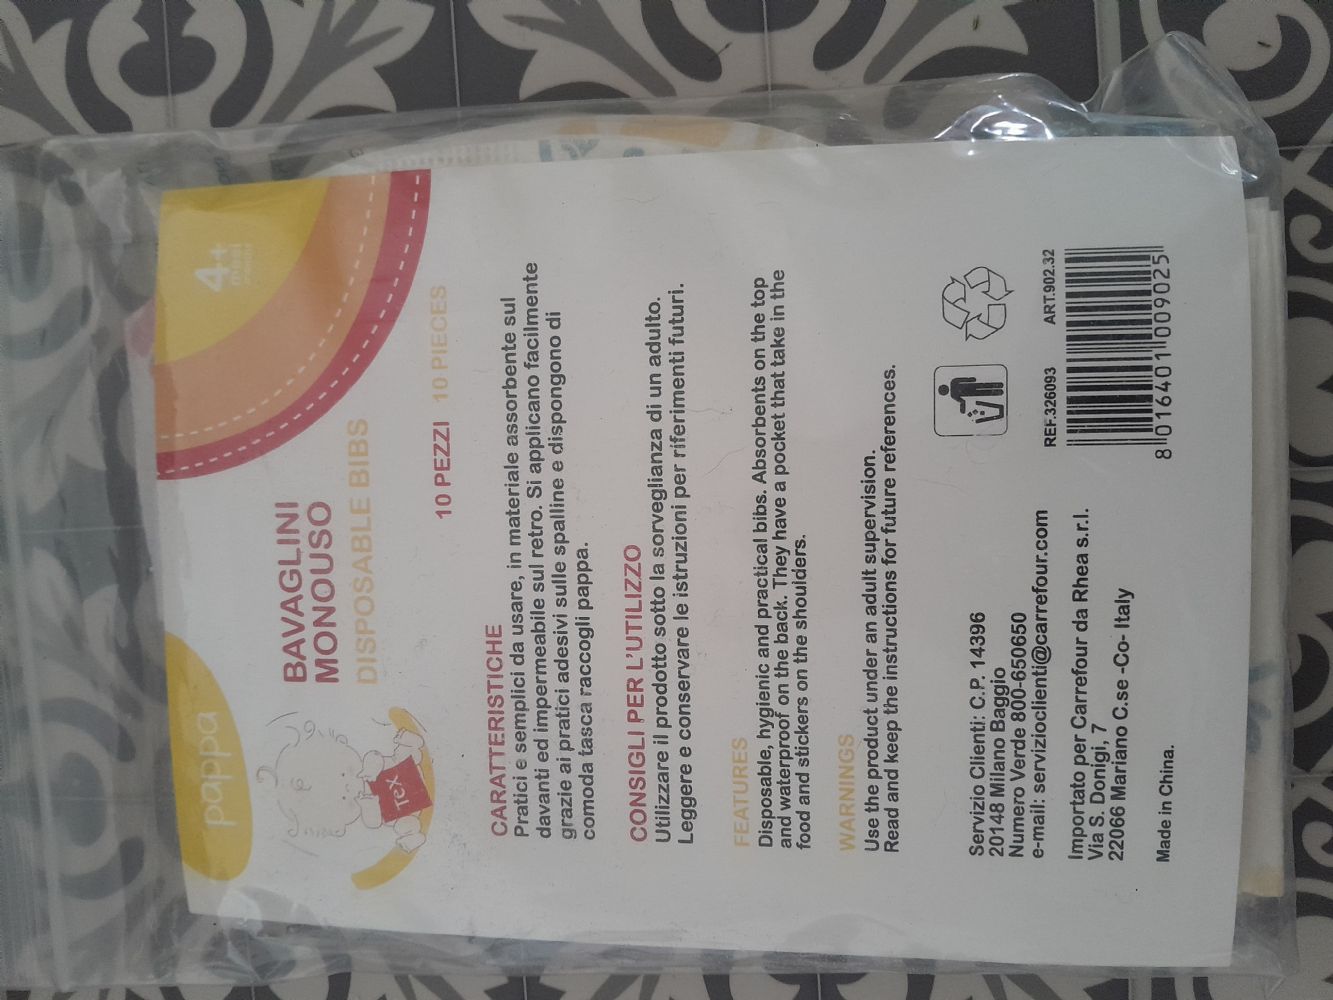 pappa
4+
mesi
BAVAGLINI
MONOUSO
DISPOSABLE BIBS
10 PEZZI 10 PIECES
Tex
CARATTERISTICHE
Pratici e semplici da usare, in materiale assorbente sul
davanti ed impermeabile sul retro. Si applicano facilmente
grazie ai pratici adesivi sulle spalline e dispongono di
comoda tasca raccogli pappa.
CONSIGLI PER L'UTILIZZO
Utilizzare il prodotto sotto la sorveglianza di un adulto.
Leggere e conservare le istruzioni per riferimenti futuri.
FEATURES
Disposable, hygienic and practical bibs. Absorbents on the top
and waterproof on the back. They have a pocket that take in the
food and stickers on the shoulders.
WARNINGS
Use the product under an adult supervision.
Read and keep the instructions for future references.
Servizio Clienti: C.P. 14396
20148 Milano Baggio
Numero Verde 800-650650
e-mail: servizioclienti@carrefour.com
Importato per Carrefour da Rhea s.r.l.
Via S. Donigi, 7
22066 Mariano C.se -Co- Italy
Made in China.
REF.326093 ART.902.32
8 016401 009025